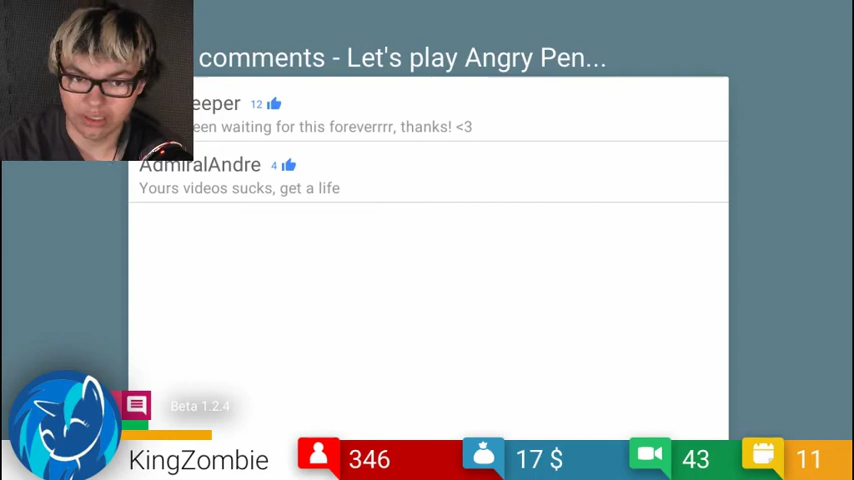 comments - Let's play Angry Pen...
eeper 12
een waiting for this foreverrrr, thanks! <3
AdmiralAndre 4
Yours videos sucks, get a life
Beta 1.2.4
KingZombie 346 17 $ 43 11